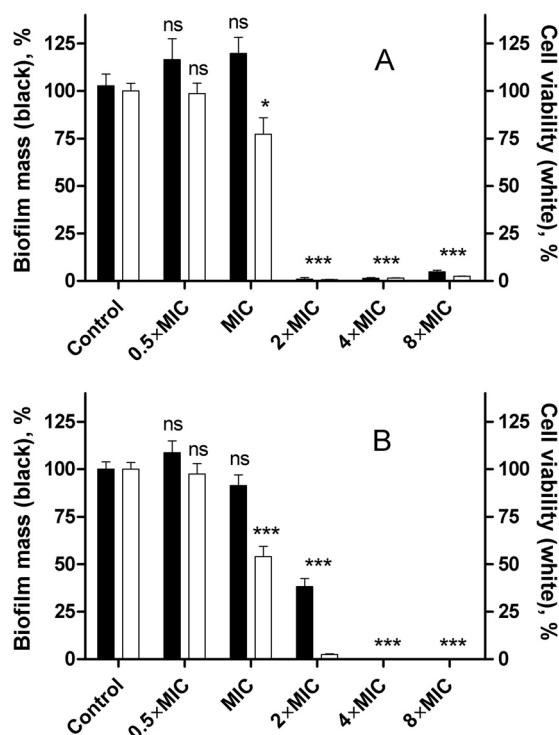 A
Biofilm mass (black), %
Cell viability (white), %
125
100
75
50
25
0
125
100
75
50
25
0
ns
ns
ns
*
***
***
***
Control
0.5×MIC
MIC
2×MIC
4×MIC
8×MIC
B
Biofilm mass (black), %
Cell viability (white), %
125
100
75
50
25
0
125
100
75
50
25
0
ns
ns
ns
***
***
***
***
Control
0.5×MIC
MIC
2×MIC
4×MIC
8×MIC